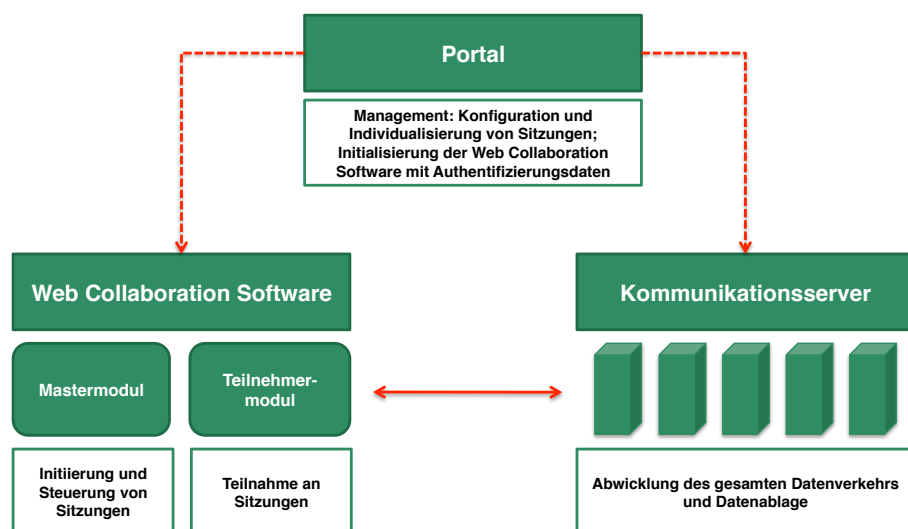 Portal
Management: Konfiguration und
Individualisierung von Sitzungen;
Initialisierung der Web Collaboration
Software mit Authentifizierungsdaten
Web Collaboration Software
Mastermodul
Teilnehmer-
modul
Initiierung und
Steuerung von
Sitzungen
Teilnahme an
Sitzungen
Kommunikationsserver
Abwicklung des gesamten Datenverkehrs
und Datenablage